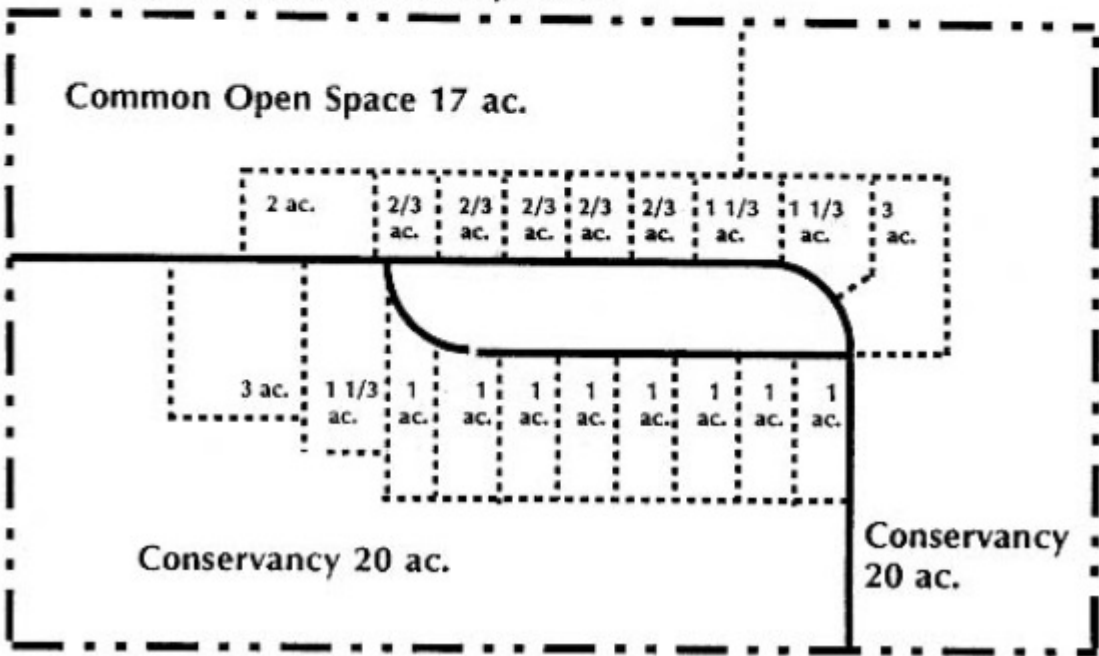 Common Open Space 17 ac.
2 ac.
2/3
ac.
2/3
ac.
2/3
ac.
2/3
ac.
2/3
ac.
1 1/3
ac.
1 1/3
ac.
3
ac.
3 ac.
1 1/3
ac.
1
ac.
1
ac.
1
ac.
1
ac.
1
ac.
1
ac.
1
ac.
1
ac.
Conservancy 20 ac.
Conservancy
20 ac.